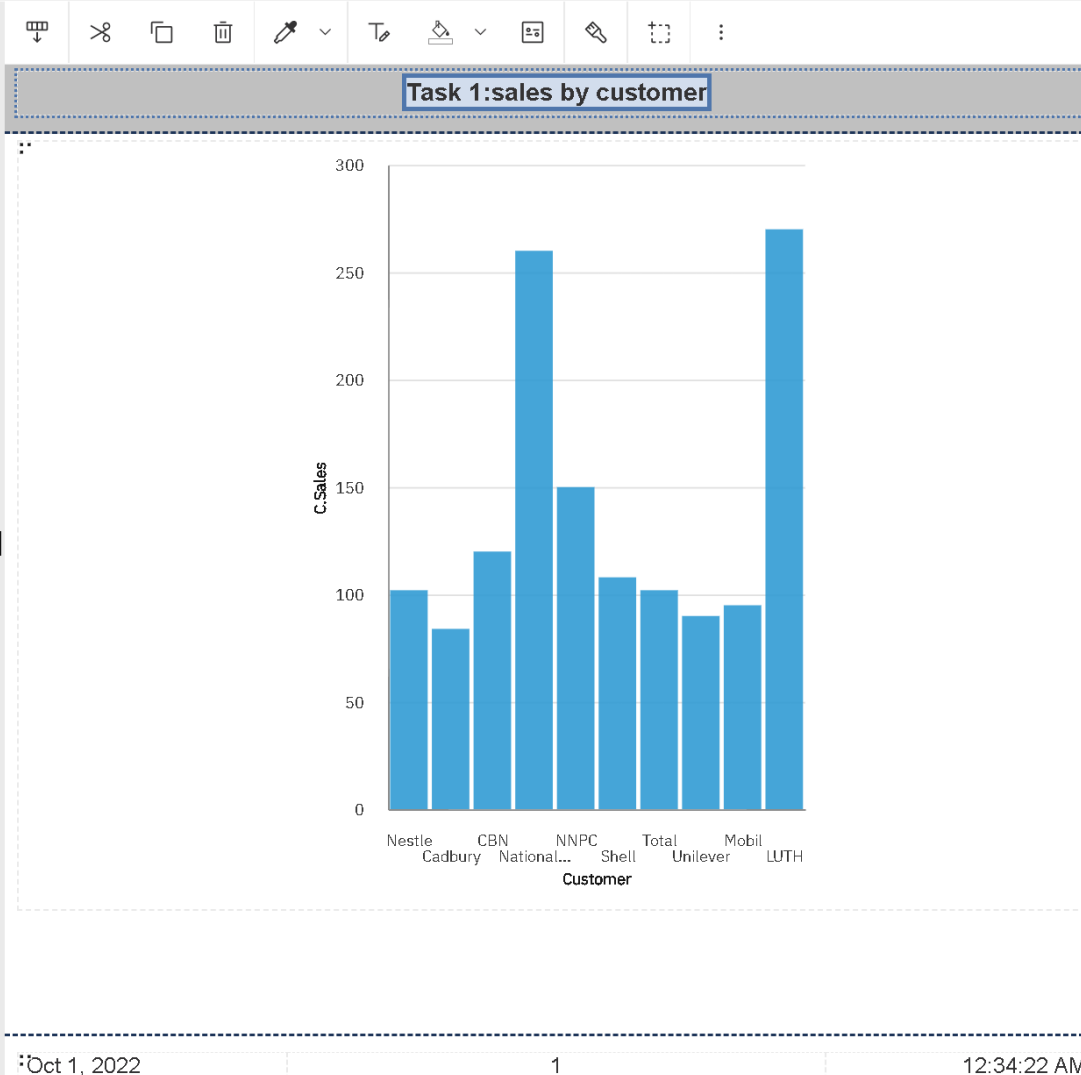 Task 1:sales by customer
300
250
200
C.Sales
150
100
50
0
Nestle CBN NNPC Total Mobil
Cadbury National... Shell Unilever LUTH
Customer
Oct 1, 2022 1 12:34:22 AM